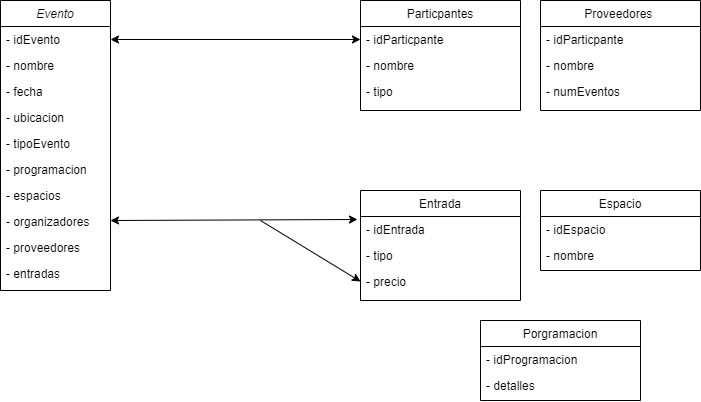 Evento
- idEvento
- nombre
- fecha
- ubicacion
- tipoEvento
- programacion
- espacios
- organizadores
- proveedores
- entradas
Particpantes
- idParticpante
- nombre
- tipo
Proveedores
- idParticpante
- nombre
- numEventos
Entrada
- idEntrada
- tipo
- precio
Espacio
- idEspacio
- nombre
Porgramacion
- idProgramacion
- detalles